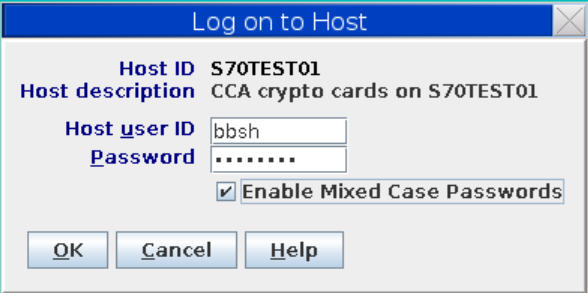 Log on to Host
Host ID S70TEST01
Host description CCA crypto cards on S70TEST01
Host user ID bbsh
Password ••••••••
Enable Mixed Case Passwords
OK Cancel Help